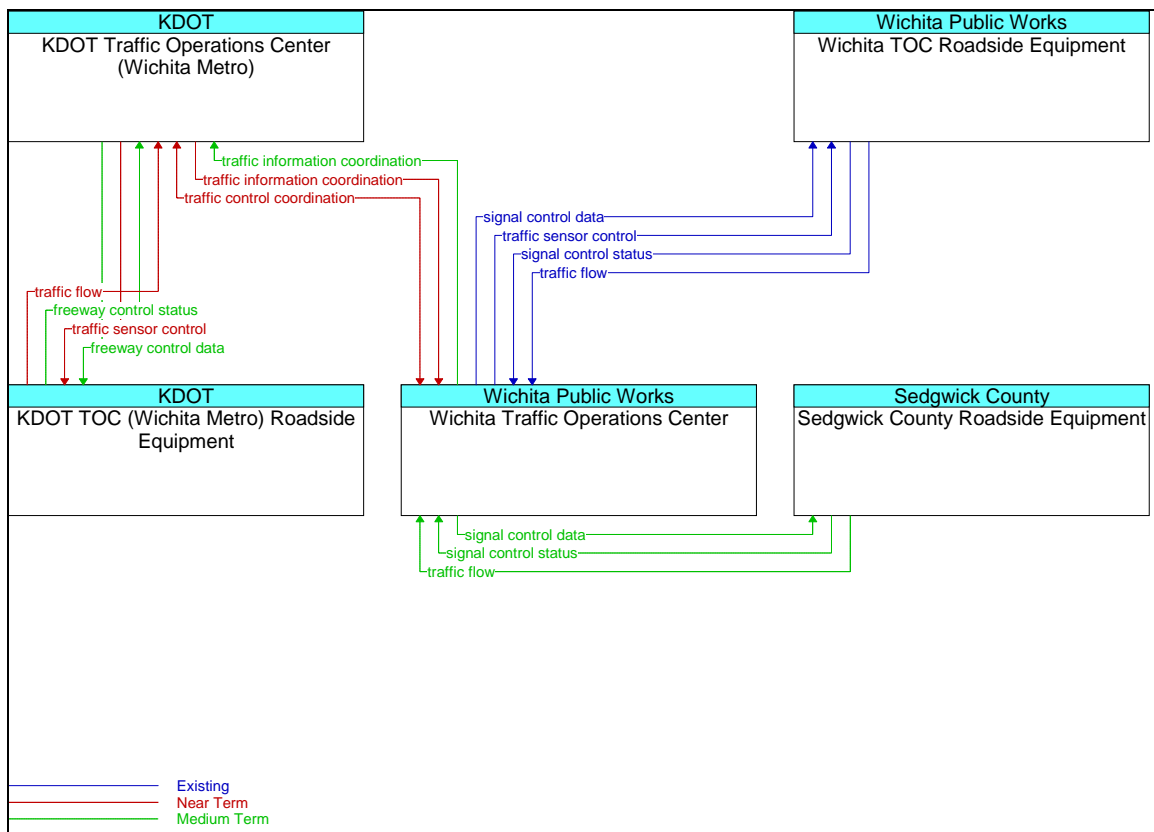 KDOT
KDOT Traffic Operations Center
(Wichita Metro)
Wichita Public Works
Wichita TOC Roadside Equipment
traffic information coordination
traffic information coordination
traffic control coordination
signal control data
traffic sensor control
signal control status
traffic flow
traffic flow
freeway control status
traffic sensor control
freeway control data
KDOT
KDOT TOC (Wichita Metro) Roadside
Equipment
Wichita Public Works
Wichita Traffic Operations Center
Sedgwick County
Sedgwick County Roadside Equipment
signal control data
signal control status
traffic flow
Existing
Near Term
Medium Term